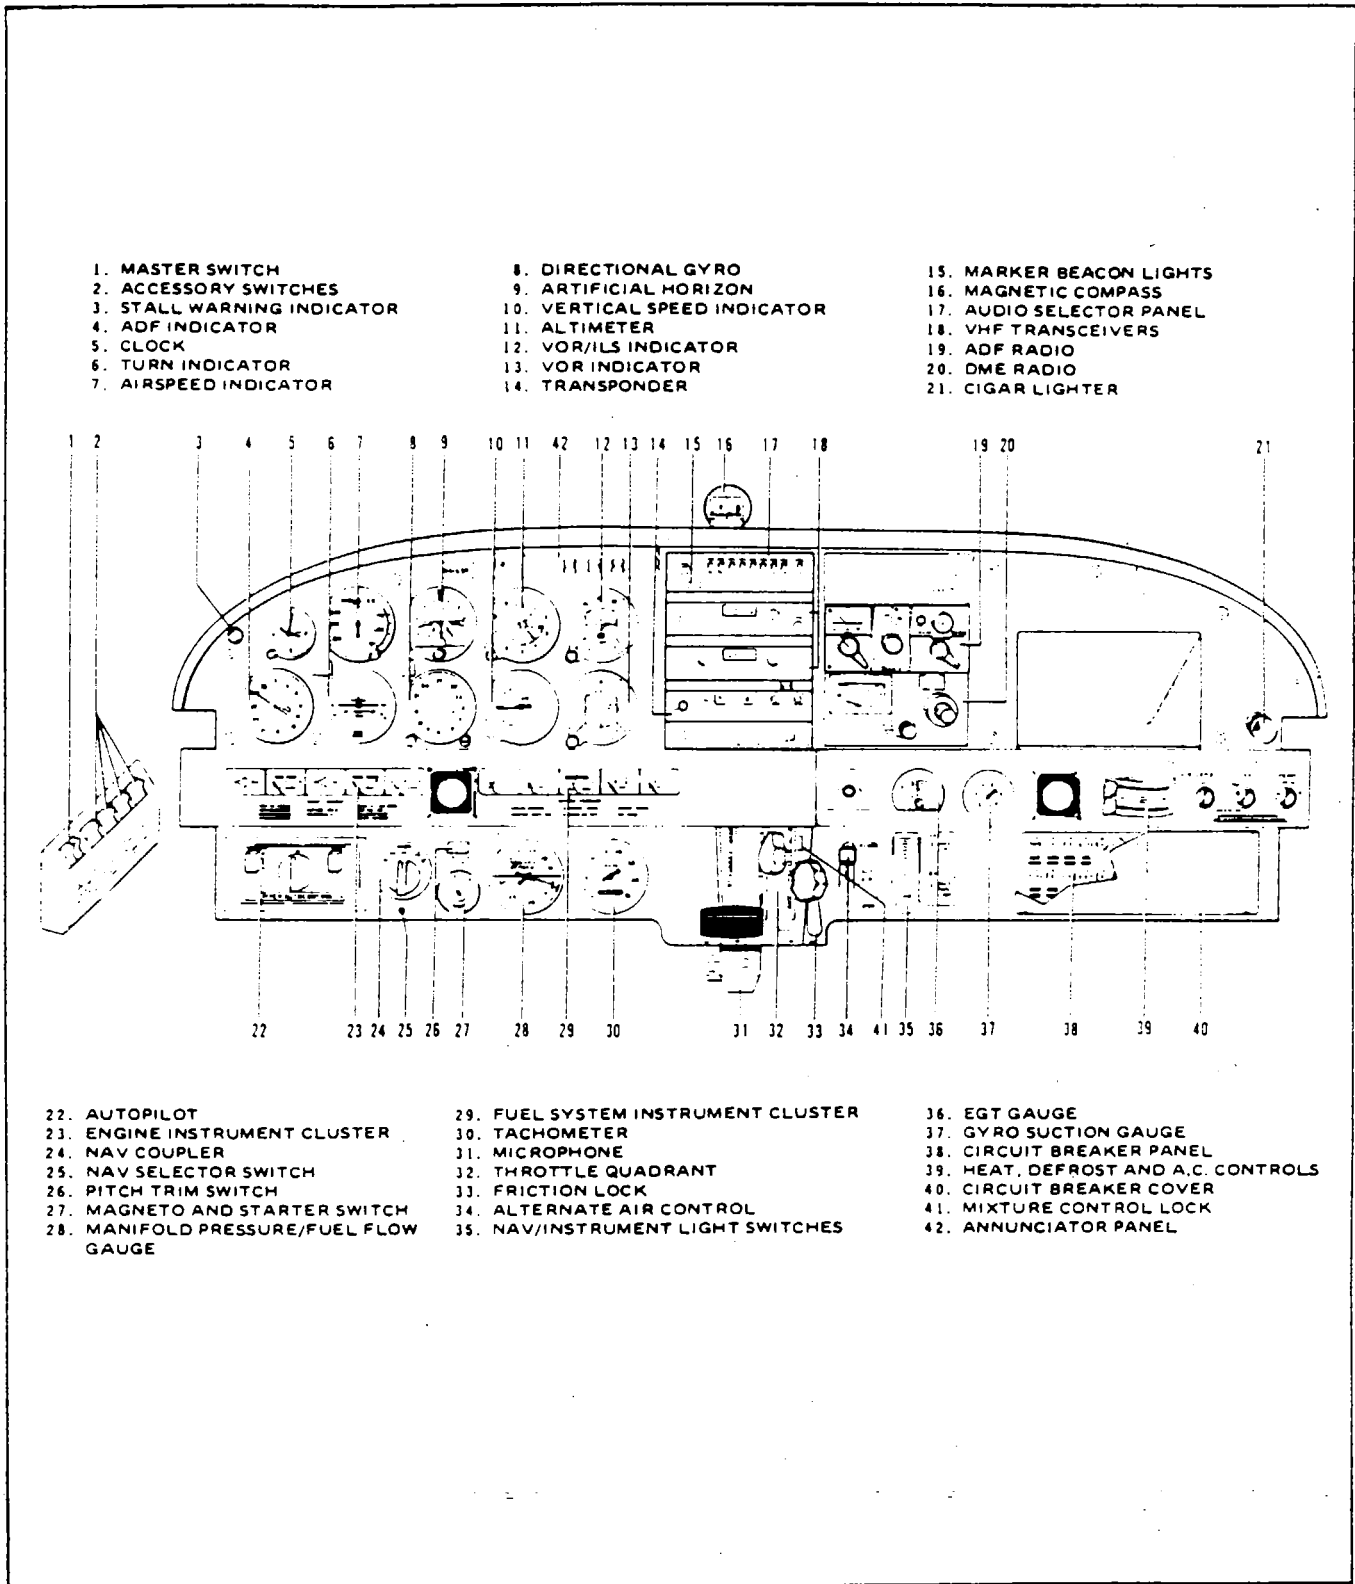 1. MASTER SWITCH
2. ACCESSORY SWITCHES
3. STALL WARNING INDICATOR
4. ADF INDICATOR
5. CLOCK
6. TURN INDICATOR
7. AIRSPEED INDICATOR
8. DIRECTIONAL GYRO
9. ARTIFICIAL HORIZON
10. VERTICAL SPEED INDICATOR
11. ALTIMETER
12. VOR/ILS INDICATOR
13. VOR INDICATOR
14. TRANSPONDER
15. MARKER BEACON LIGHTS
16. MAGNETIC COMPASS
17. AUDIO SELECTOR PANEL
18. VHF TRANSCEIVERS
19. ADF RADIO
20. DME RADIO
21. CIGAR LIGHTER
1 2 3 4 5 6 7 8 9 10 11 42 12 13 14 15 16 17 18 19 20 21
22 23 24 25 26 27 28 29 30 31 32 33 34 41 35 36 37 38 39 40
22. AUTOPILOT
23. ENGINE INSTRUMENT CLUSTER
24. NAV COUPLER
25. NAV SELECTOR SWITCH
26. PITCH TRIM SWITCH
27. MAGNETO AND STARTER SWITCH
28. MANIFOLD PRESSURE/FUEL FLOW
GAUGE
29. FUEL SYSTEM INSTRUMENT CLUSTER
30. TACHOMETER
31. MICROPHONE
32. THROTTLE QUADRANT
33. FRICTION LOCK
34. ALTERNATE AIR CONTROL
35. NAV/INSTRUMENT LIGHT SWITCHES
36. EGT GAUGE
37. GYRO SUCTION GAUGE
38. CIRCUIT BREAKER PANEL
39. HEAT, DEFROST AND A.C. CONTROLS
40. CIRCUIT BREAKER COVER
41. MIXTURE CONTROL LOCK
42. ANNUNCIATOR PANEL